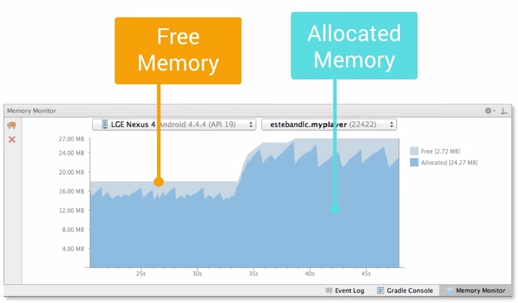 Free
Memory
Allocated
Memory
Memory Monitor
LGE Nexus 4 Android 4.4.4 (API 19)
estebandlc.myplayer (22422)
27.00 MB
24.00 MB
20.00 MB
16.00 MB
12.00 MB
8.00 MB
4.00 MB
Free [2.72 MB]
Allocated [24.27 MB]
25s
30s
35s
40s
45s
Event Log
Gradle Console
Memory Monitor